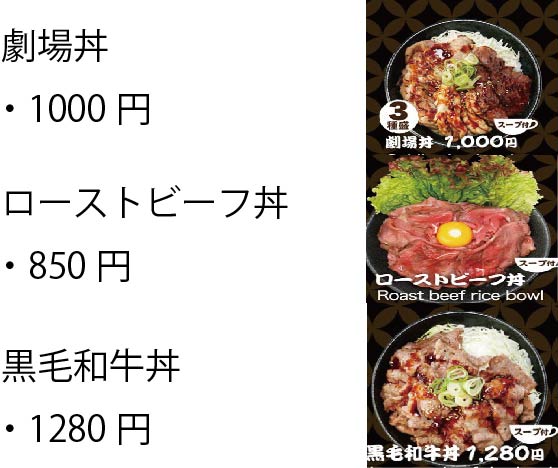 劇場丼
・1000 円
3
種盛
スープ付
劇場丼 1,000円
ローストビーフ丼
・850 円
スープ付
ローストビーフ丼
Roast beef rice bowl
黒毛和牛丼
・1280 円
スープ付
黒毛和牛丼 1,280円